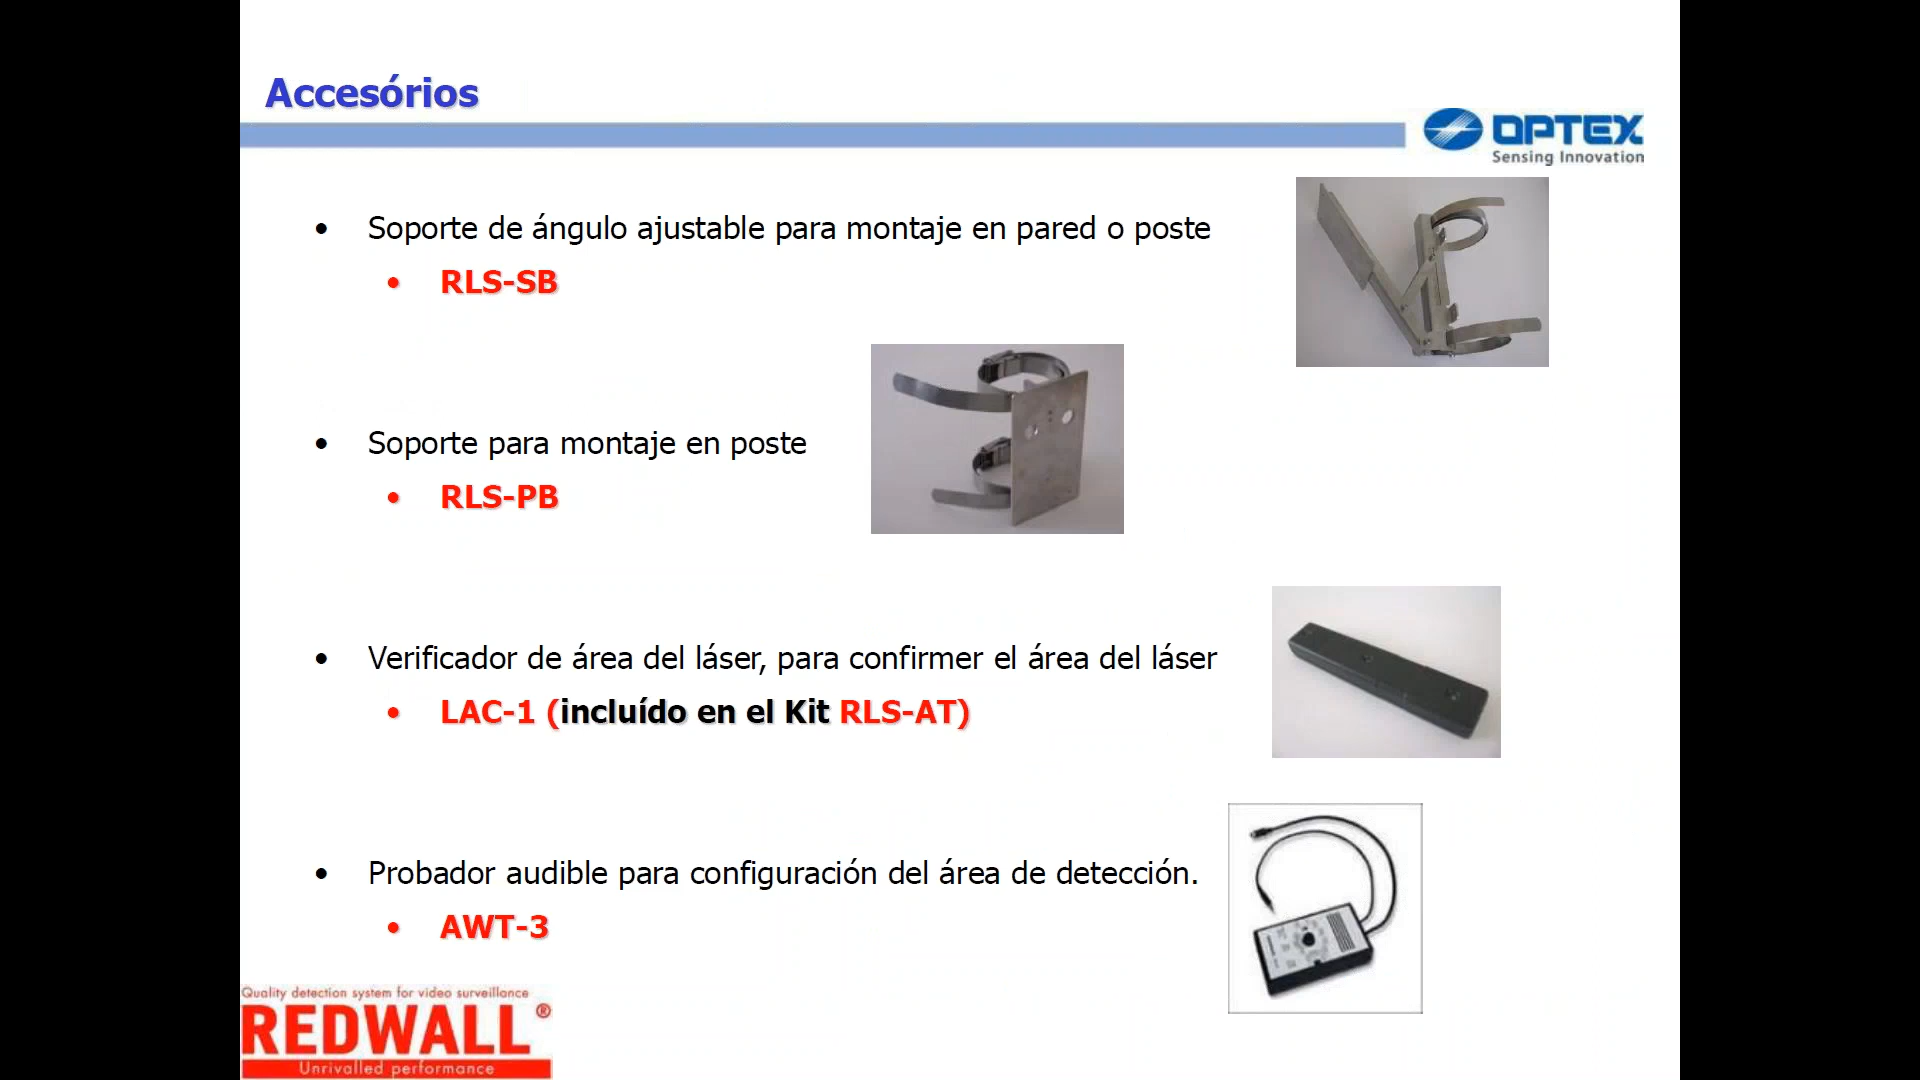 Accesórios
OPTEX
Sensing Innovation
• Soporte de ángulo ajustable para montaje en pared o poste
• RLS-SB
• Soporte para montaje en poste
• RLS-PB
• Verificador de área del láser, para confirmer el área del láser
• LAC-1 (incluído en el Kit RLS-AT)
• Probador audible para configuración del área de detección.
• AWT-3
Quality detection system for video surveillance
REDWALL®
Unrivalled performance